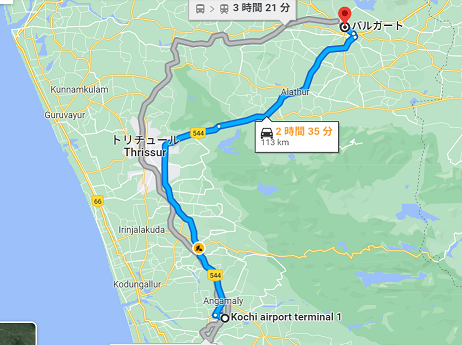 3 時間 21 分
パルガート
Kunnamkulam
Alathur
Guruvayur
トリチュール
Thrissur
544
2 時間 35 分
113 km
66
Irinjalakuda
Kodungallur
544
Angamaly
Kochi airport terminal 1